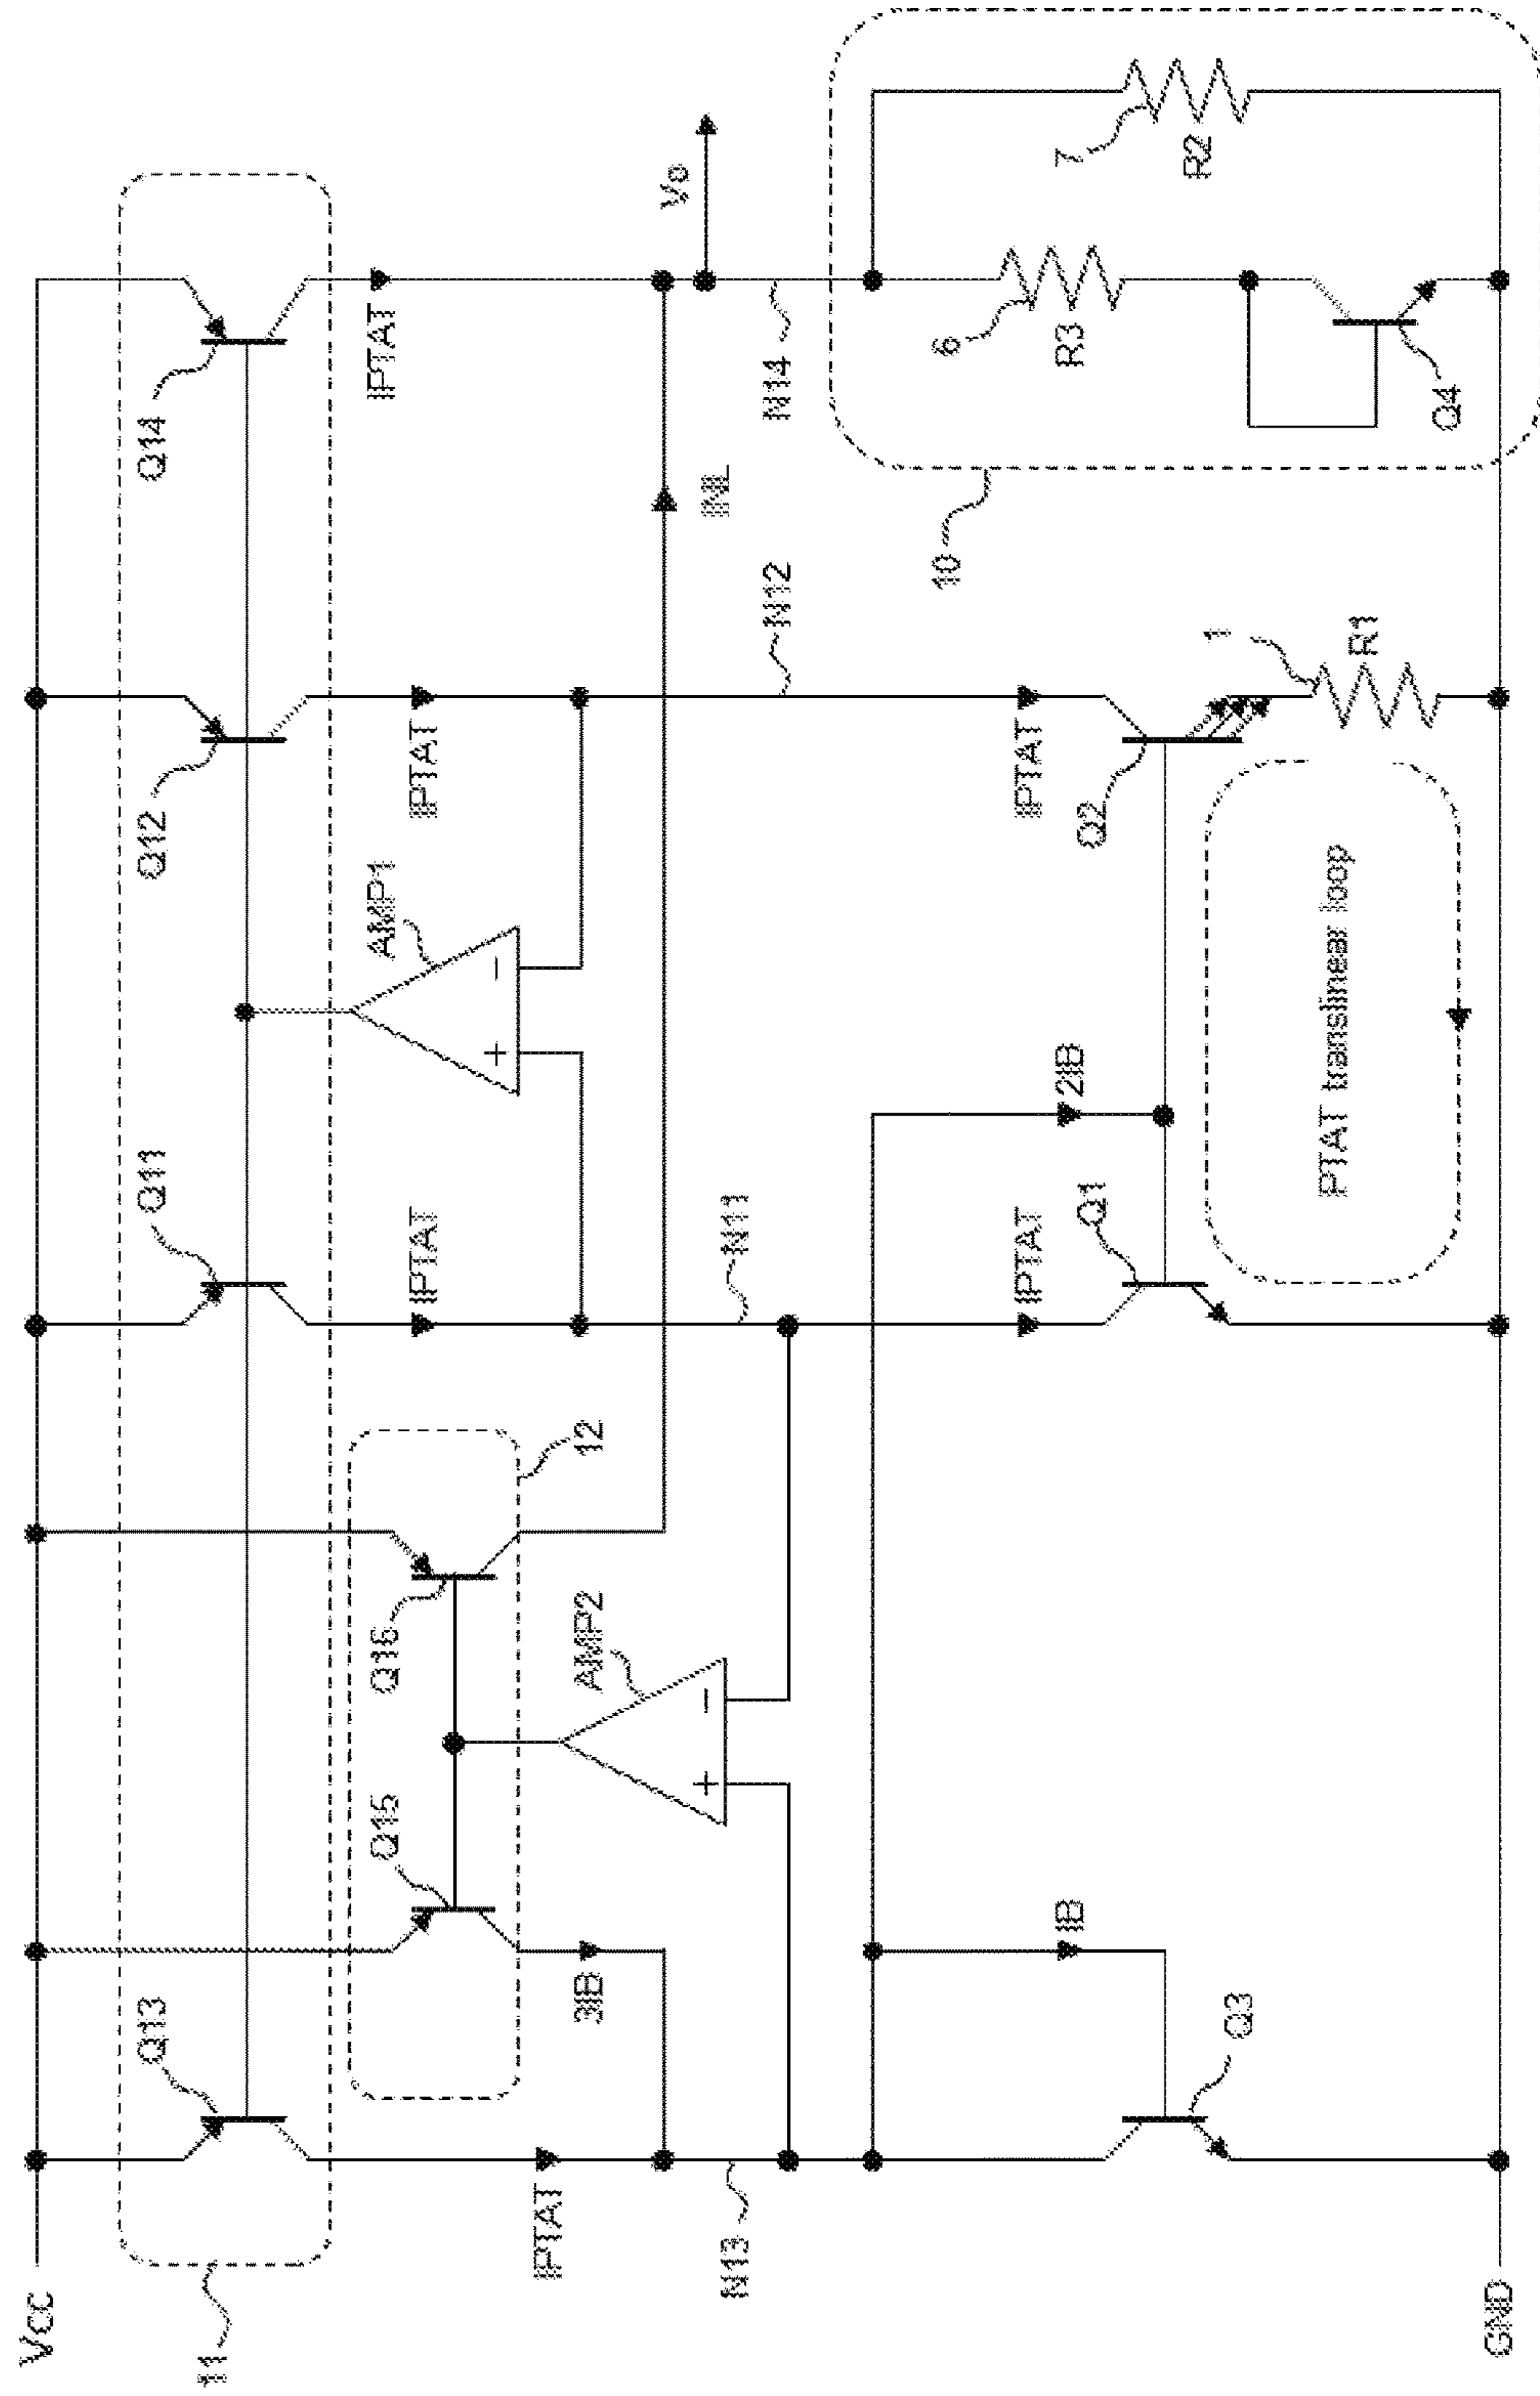 Vcc
11
Q13
Q11
Q12
Q14
12
Q15
Q16
3IB
IPTAT
IPTAT
IPTAT
IPTAT
AMP1
+
−
AMP2
+
−
INL
Vo
N13
N11
N12
N14
IB
2IB
IPTAT
IPTAT
Q3
Q1
Q2
PTAT translinear loop
1
R1
10
6
R3
7
R2
Q4
GND